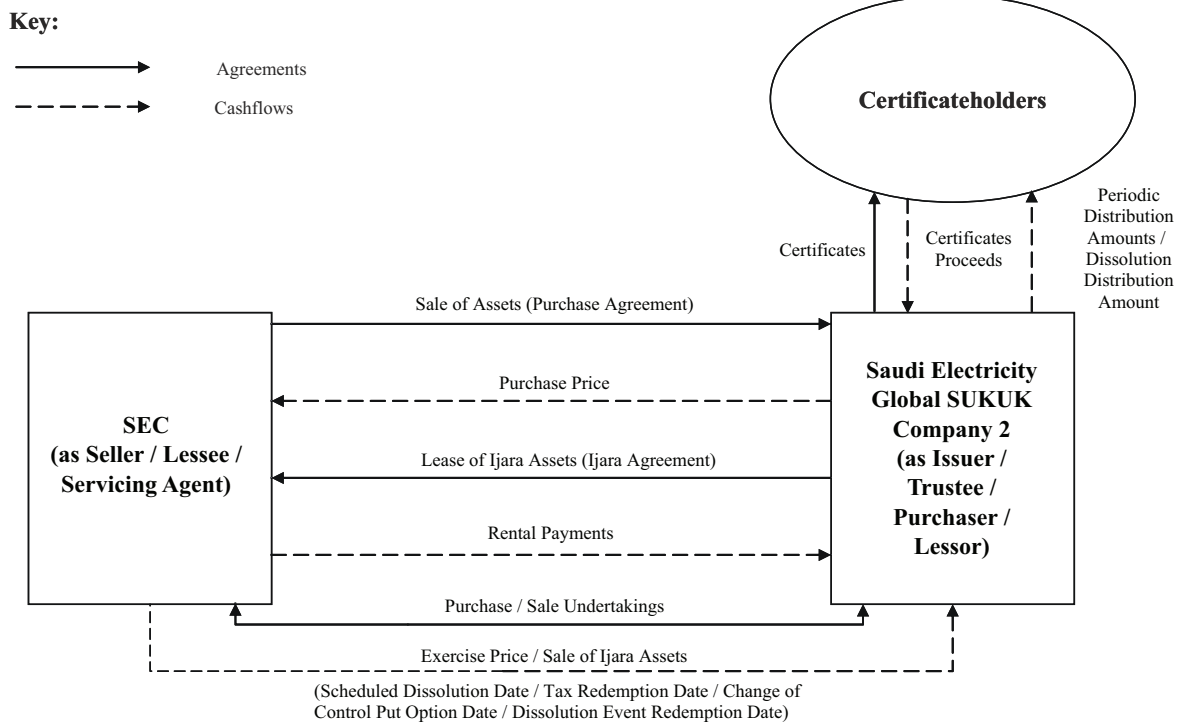 Key:
Agreements
Cashflows
Certificateholders
Certificates
Certificates
Proceeds
Periodic
Distribution
Amounts /
Dissolution
Distribution
Amount
Sale of Assets (Purchase Agreement)
Purchase Price
Lease of Ijara Assets (Ijara Agreement)
Rental Payments
Purchase / Sale Undertakings
Exercise Price / Sale of Ijara Assets
(Scheduled Dissolution Date / Tax Redemption Date / Change of
Control Put Option Date / Dissolution Event Redemption Date)
SEC
(as Seller / Lessee /
Servicing Agent)
Saudi Electricity
Global SUKUK
Company 2
(as Issuer /
Trustee /
Purchaser /
Lessor)